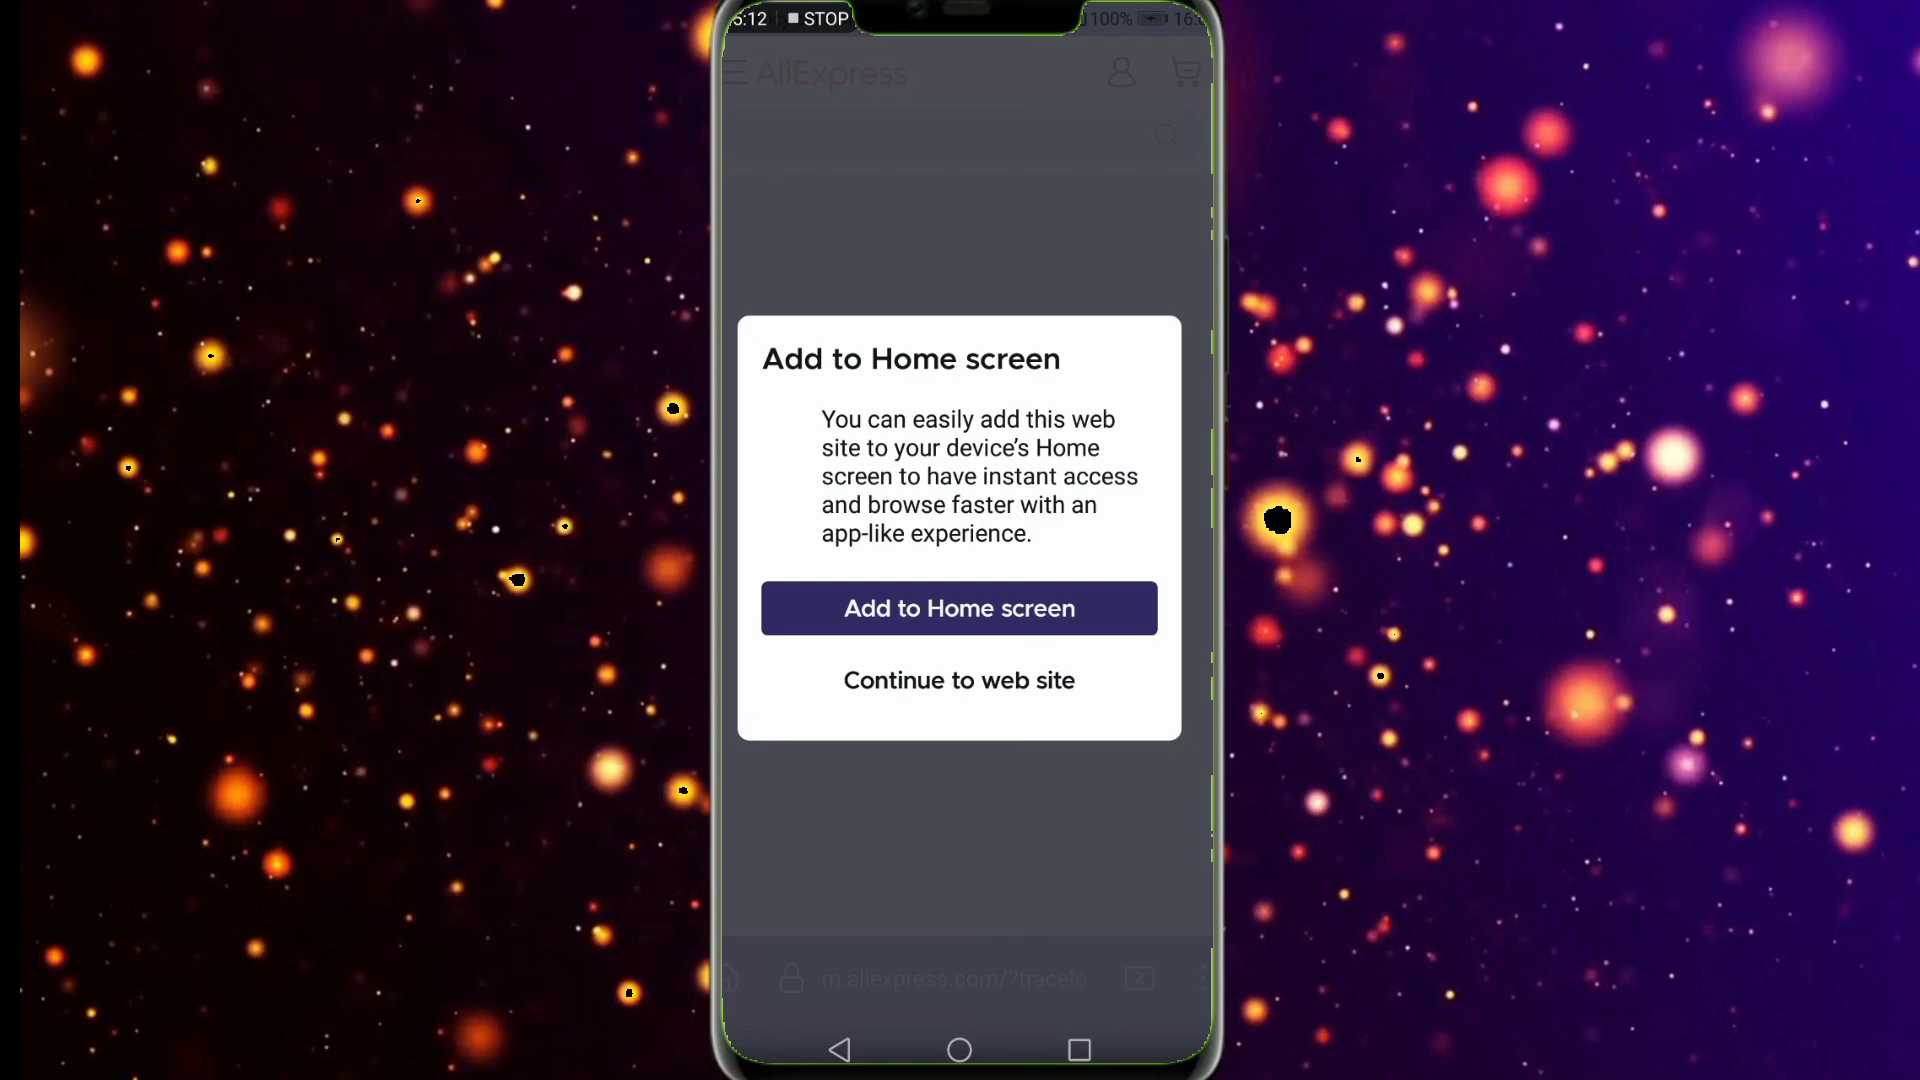 5:12 STOP 100% 16:
AliExpress
Add to Home screen
You can easily add this web
site to your device’s Home
screen to have instant access
and browse faster with an
app-like experience.
Add to Home screen
Continue to web site
m.aliexpress.com/?tracelo
2